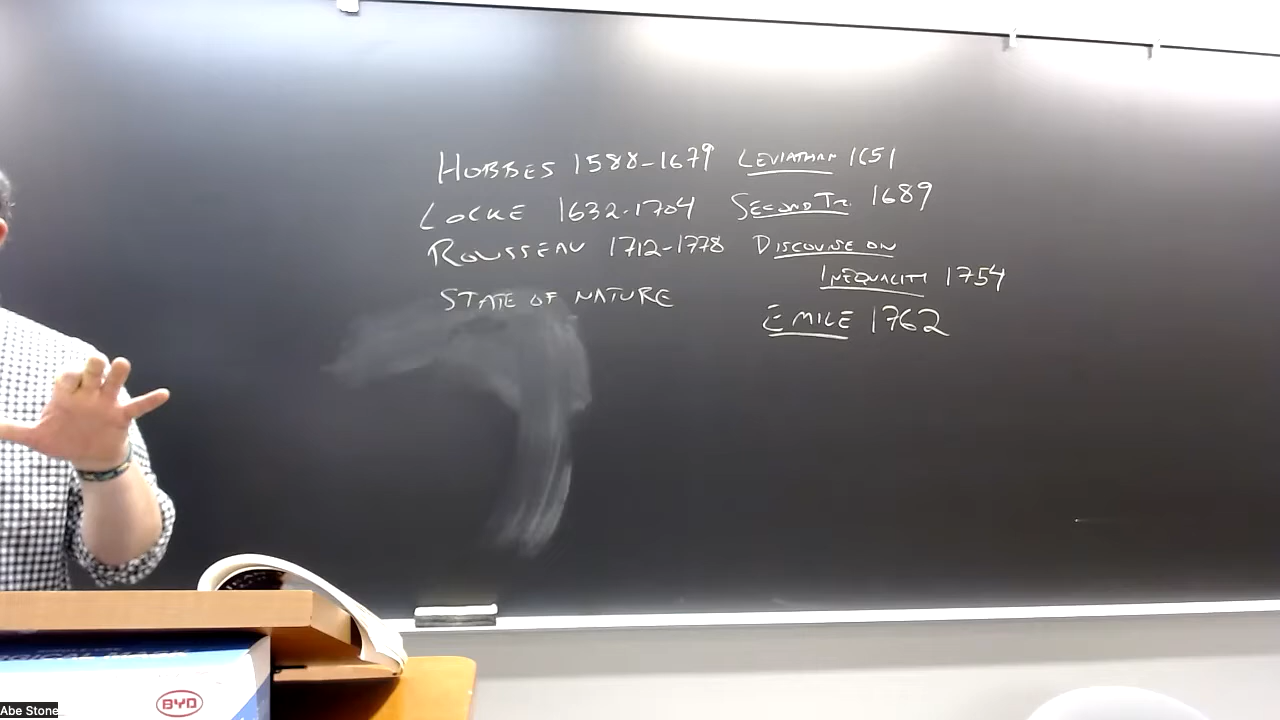 HOBBES 1588-1679 LEVIATHAN 1651
LOCKE 1632-1704 SECOND TR. 1689
ROUSSEAU 1712-1778 DISCOURSE ON
INEQUALITY 1754
STATE OF NATURE
EMILE 1762
BYD
Abe Stone